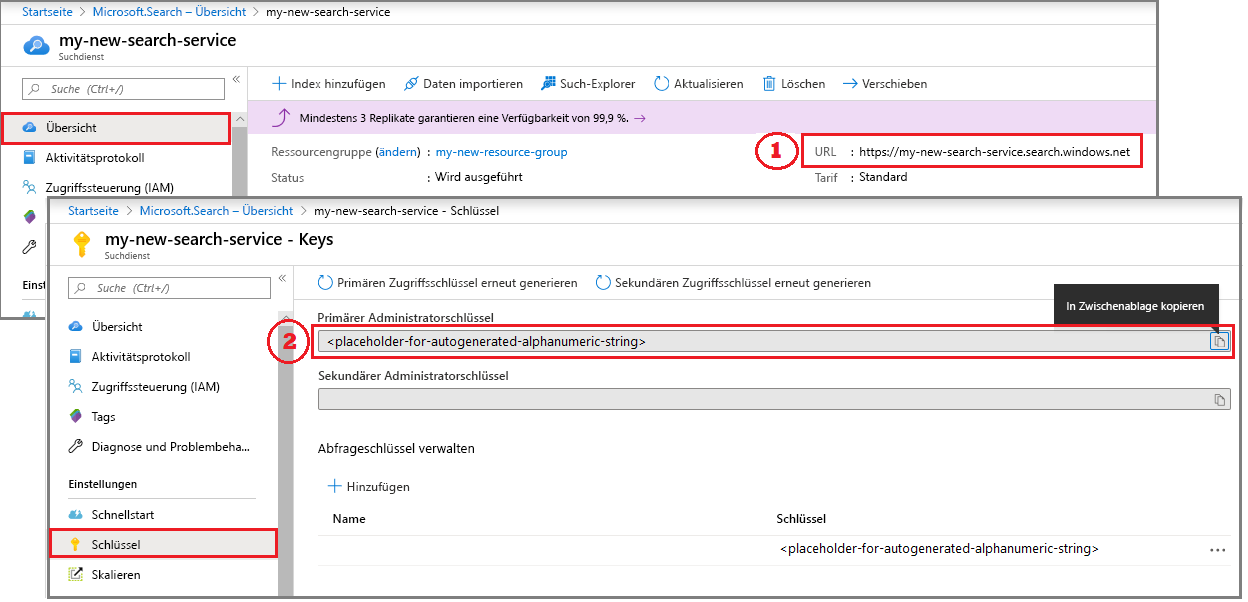 Startseite > Microsoft.Search – Übersicht > my-new-search-service
my-new-search-service
Suchdienst
Suche (Ctrl+/)
«
Index hinzufügen
Daten importieren
Such-Explorer
Aktualisieren
Löschen
Verschieben
Übersicht
Mindestens 3 Replikate garantieren eine Verfügbarkeit von 99,9 %. →
Aktivitätsprotokoll
Zugriffssteuerung (IAM)
Ressourcengruppe (ändern) : my-new-resource-group
1
URL : https://my-new-search-service.search.windows.net
Status : Wird ausgeführt
Tarif : Standard
Einst
Startseite > Microsoft.Search – Übersicht > my-new-search-service - Schlüssel
my-new-search-service - Keys
Suchdienst
Suche (Ctrl+/)
«
Primären Zugriffsschlüssel erneut generieren
Sekundären Zugriffsschlüssel erneut generieren
In Zwischenablage kopieren
Übersicht
Aktivitätsprotokoll
Zugriffssteuerung (IAM)
Tags
Diagnose und Problembeha...
Einstellungen
Schnellstart
Schlüssel
Skalieren
Primärer Administratorschlüssel
2
<placeholder-for-autogenerated-alphanumeric-string>
Sekundärer Administratorschlüssel
Abfrageschlüssel verwalten
Hinzufügen
Name Schlüssel
<placeholder-for-autogenerated-alphanumeric-string> ...